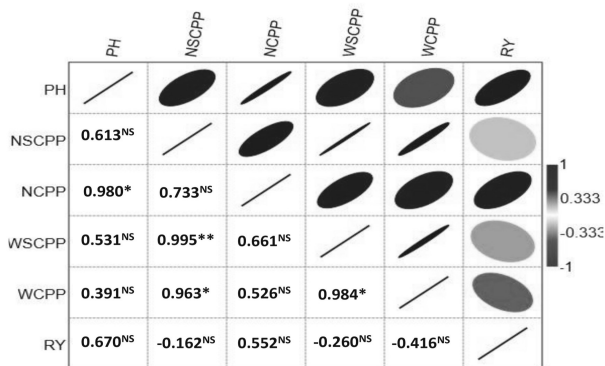 PH NSCPP NCPP WSCPP WCPP RY
PH
NSCPP 0.613NS
NCPP 0.980* 0.733NS
WSCPP 0.531NS 0.995** 0.661NS
WCPP 0.391NS 0.963* 0.526NS 0.984*
RY 0.670NS -0.162NS 0.552NS -0.260NS -0.416NS
1
0.333
-0.333
-1